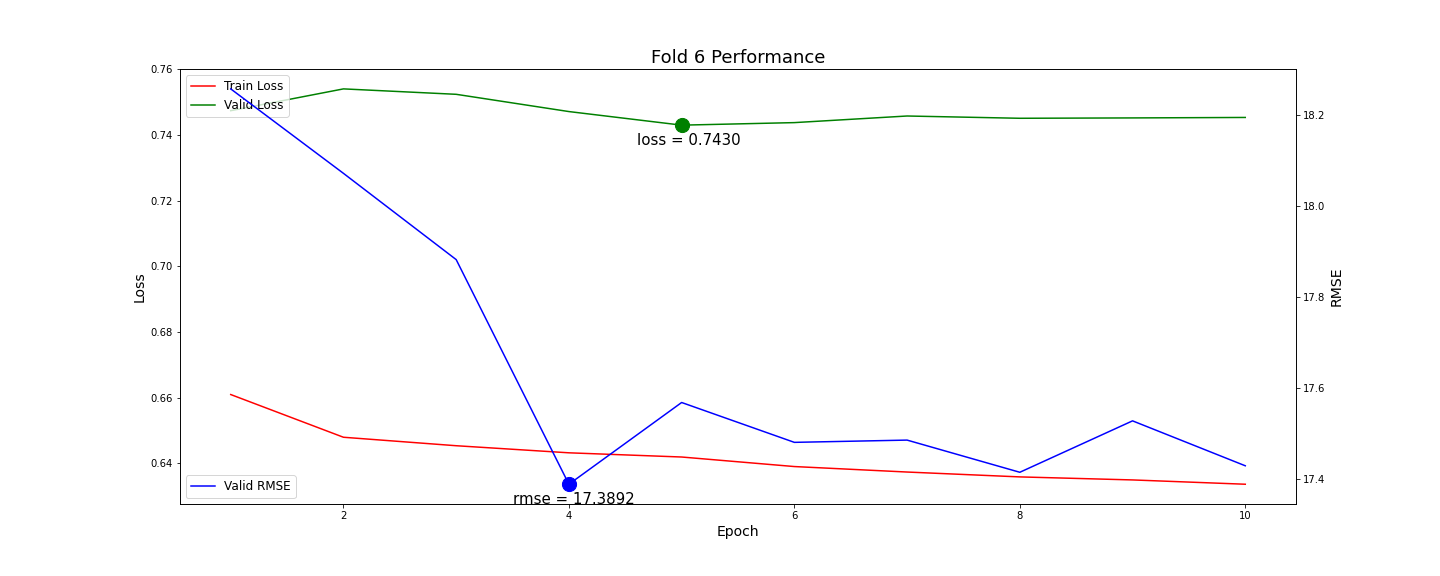 Fold 6 Performance
0.76
0.74
0.72
0.70
0.68
0.66
0.64
Loss
Train Loss
Valid Loss
loss = 0.7430
Valid RMSE
rmse = 17.3892
18.2
18.0
17.8
17.6
17.4
RMSE
2 4 6 8 10
Epoch